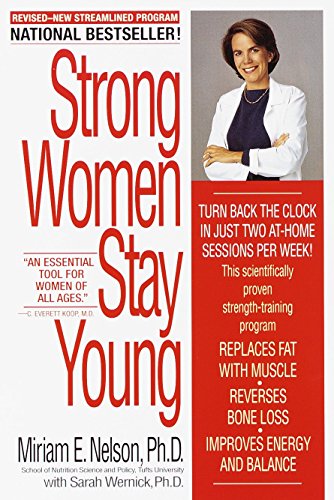 REVISED–NEW STREAMLINED PROGRAM
NATIONAL BESTSELLER!
Strong
Women
Stay
Young
"AN ESSENTIAL
TOOL FOR
WOMEN OF
ALL AGES."
—C. EVERETT KOOP, M.D.
Miriam E. Nelson, Ph.D.
School of Nutrition Science and Policy, Tufts University
with Sarah Wernick, Ph.D.
TURN BACK THE CLOCK
IN JUST TWO AT-HOME
SESSIONS PER WEEK!
This scientifically
proven
strength-training
program
REPLACES FAT
WITH MUSCLE
•
REVERSES
BONE LOSS
•
IMPROVES ENERGY
AND BALANCE